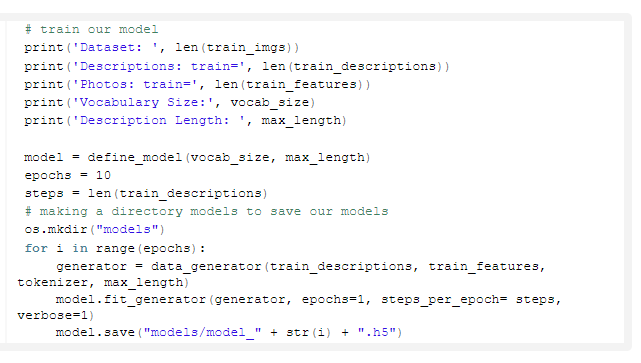 # train our model
print('Dataset: ', len(train_imgs))
print('Descriptions: train=', len(train_descriptions))
print('Photos: train=', len(train_features))
print('Vocabulary Size:', vocab_size)
print('Description Length: ', max_length)

model = define_model(vocab_size, max_length)
epochs = 10
steps = len(train_descriptions)
# making a directory models to save our models
os.mkdir("models")
for i in range(epochs):
    generator = data_generator(train_descriptions, train_features,
tokenizer, max_length)
    model.fit_generator(generator, epochs=1, steps_per_epoch= steps,
verbose=1)
    model.save("models/model_" + str(i) + ".h5")